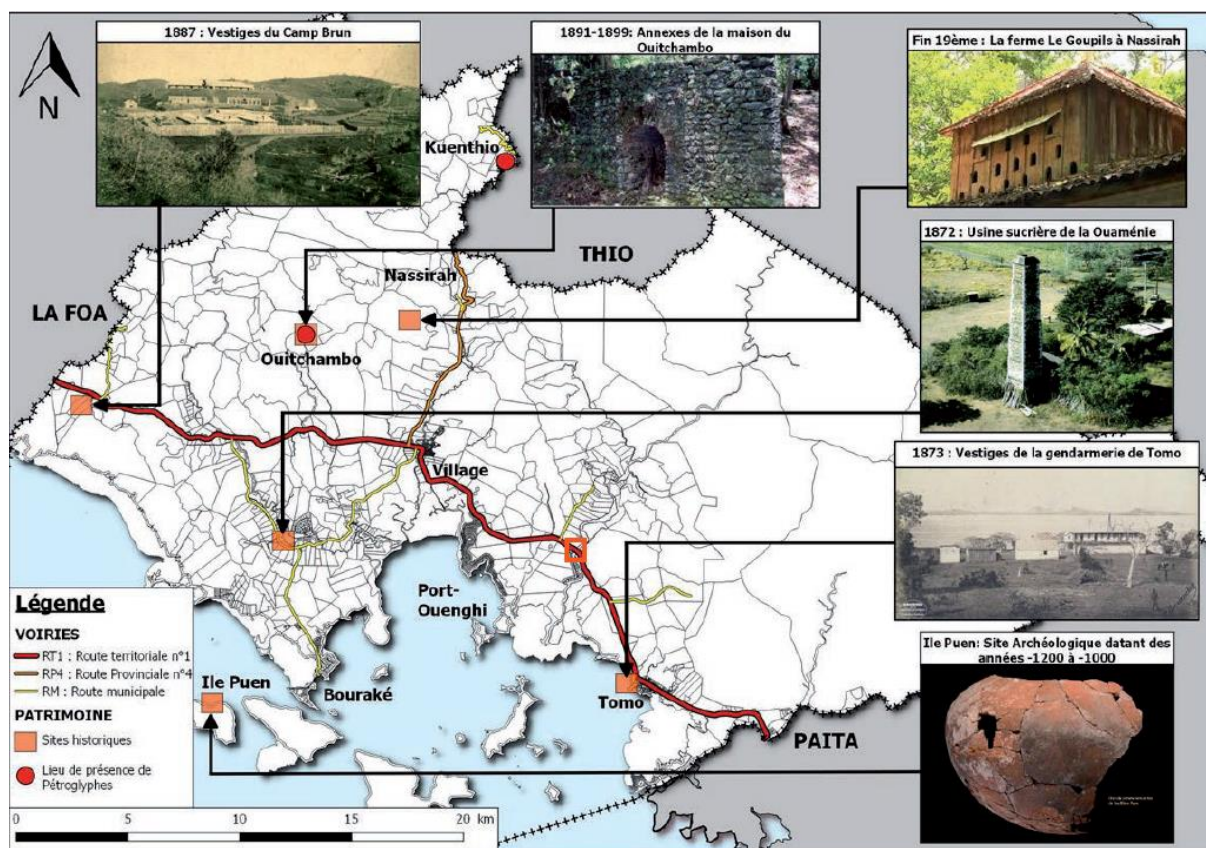 1887 : Vestiges du Camp Brun
1891-1899: Annexes de la maison du
Ouitchambo
Fin 19ème : La ferme Le Goupils à Nassirah
N
Kuenthio
1872 : Usine sucrière de la Ouaménie
THIO
Nassirah
LA FOA
Ouitchambo
1873 : Vestiges de la gendarmerie de Tomo
Village
Port-
Ouenghi
Légende
VOIRIES
RT1 : Route territoriale n°1
RP4 : Route Provinciale n°4
RM : Route municipale
PATRIMOINE
Sites historiques
Lieu de présence de
Pétroglyphes
Ile Puen
Bouraké
Tomo
PAITA
Ile Puen: Site Archéologique datant des
années -1200 à -1000
0 5 10 15 20 km